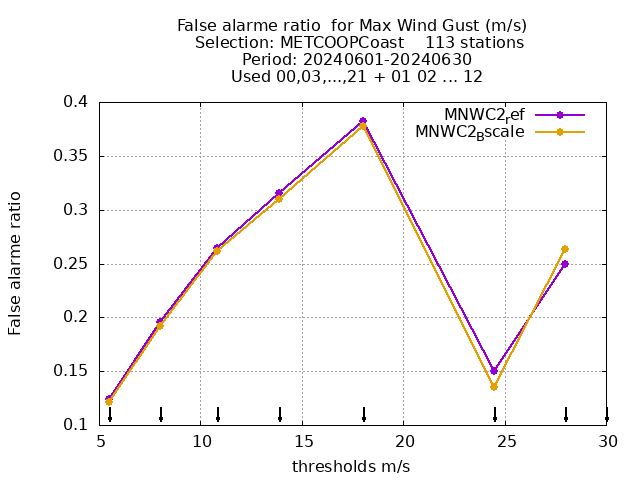 False alarme ratio  for Max Wind Gust (m/s)
Selection: METCOOPCoast    113 stations
Period: 20240601-20240630
Used 00,03,...,21 + 01 02 ... 12
MNWC2ref
MNWC2Bscale
0.4
0.35
0.3
0.25
0.2
0.15
0.1
False alarme ratio
5 10 15 20 25 30
thresholds m/s